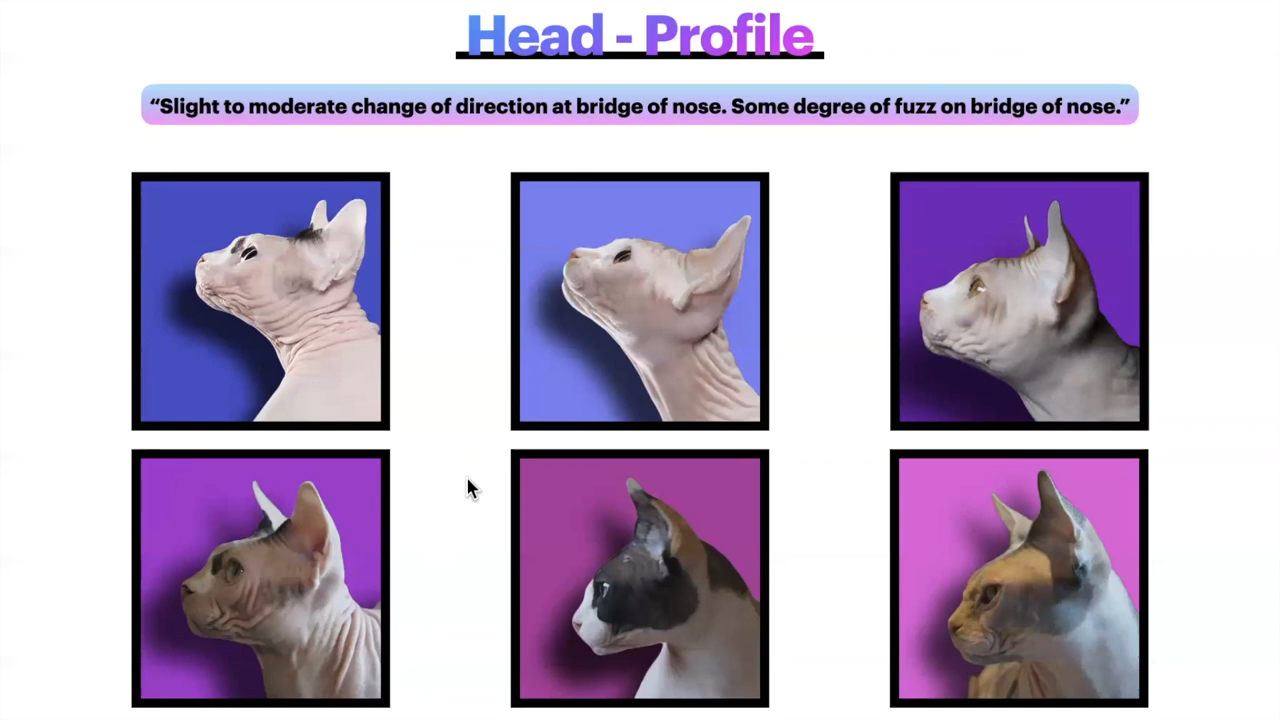 Head - Profile
“Slight to moderate change of direction at bridge of nose. Some degree of fuzz on bridge of nose.”